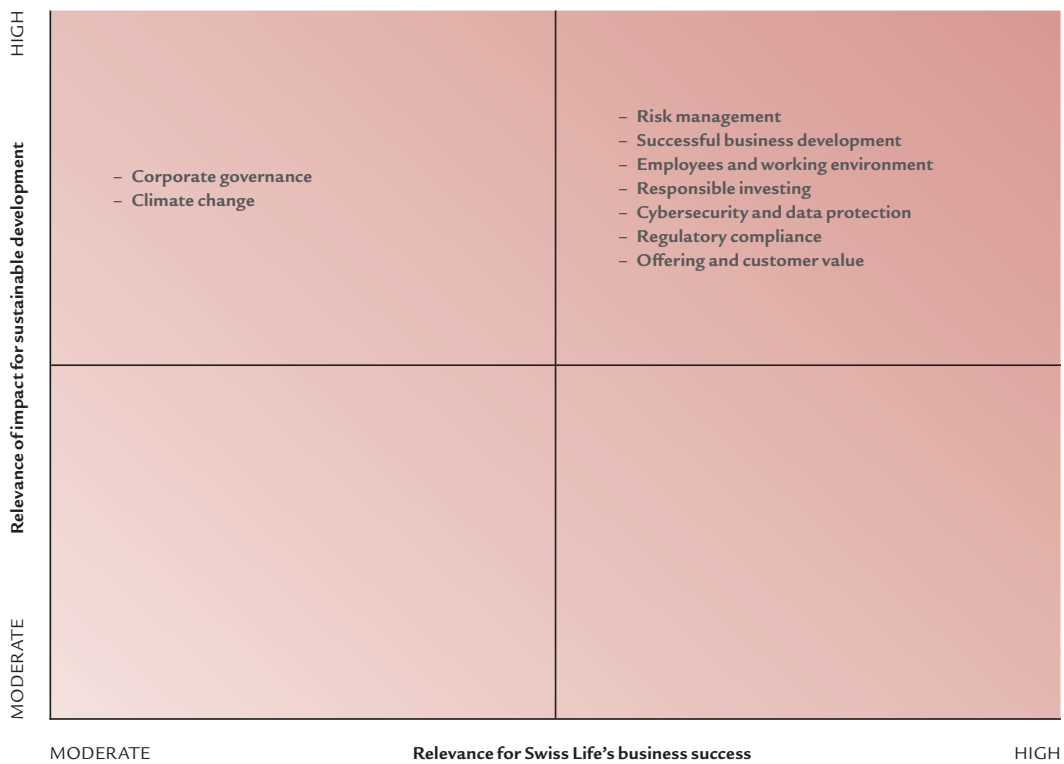 HIGH
Relevance of impact for sustainable development
MODERATE
– Corporate governance
– Climate change
– Risk management
– Successful business development
– Employees and working environment
– Responsible investing
– Cybersecurity and data protection
– Regulatory compliance
– Offering and customer value
MODERATE
Relevance for Swiss Life's business success
HIGH